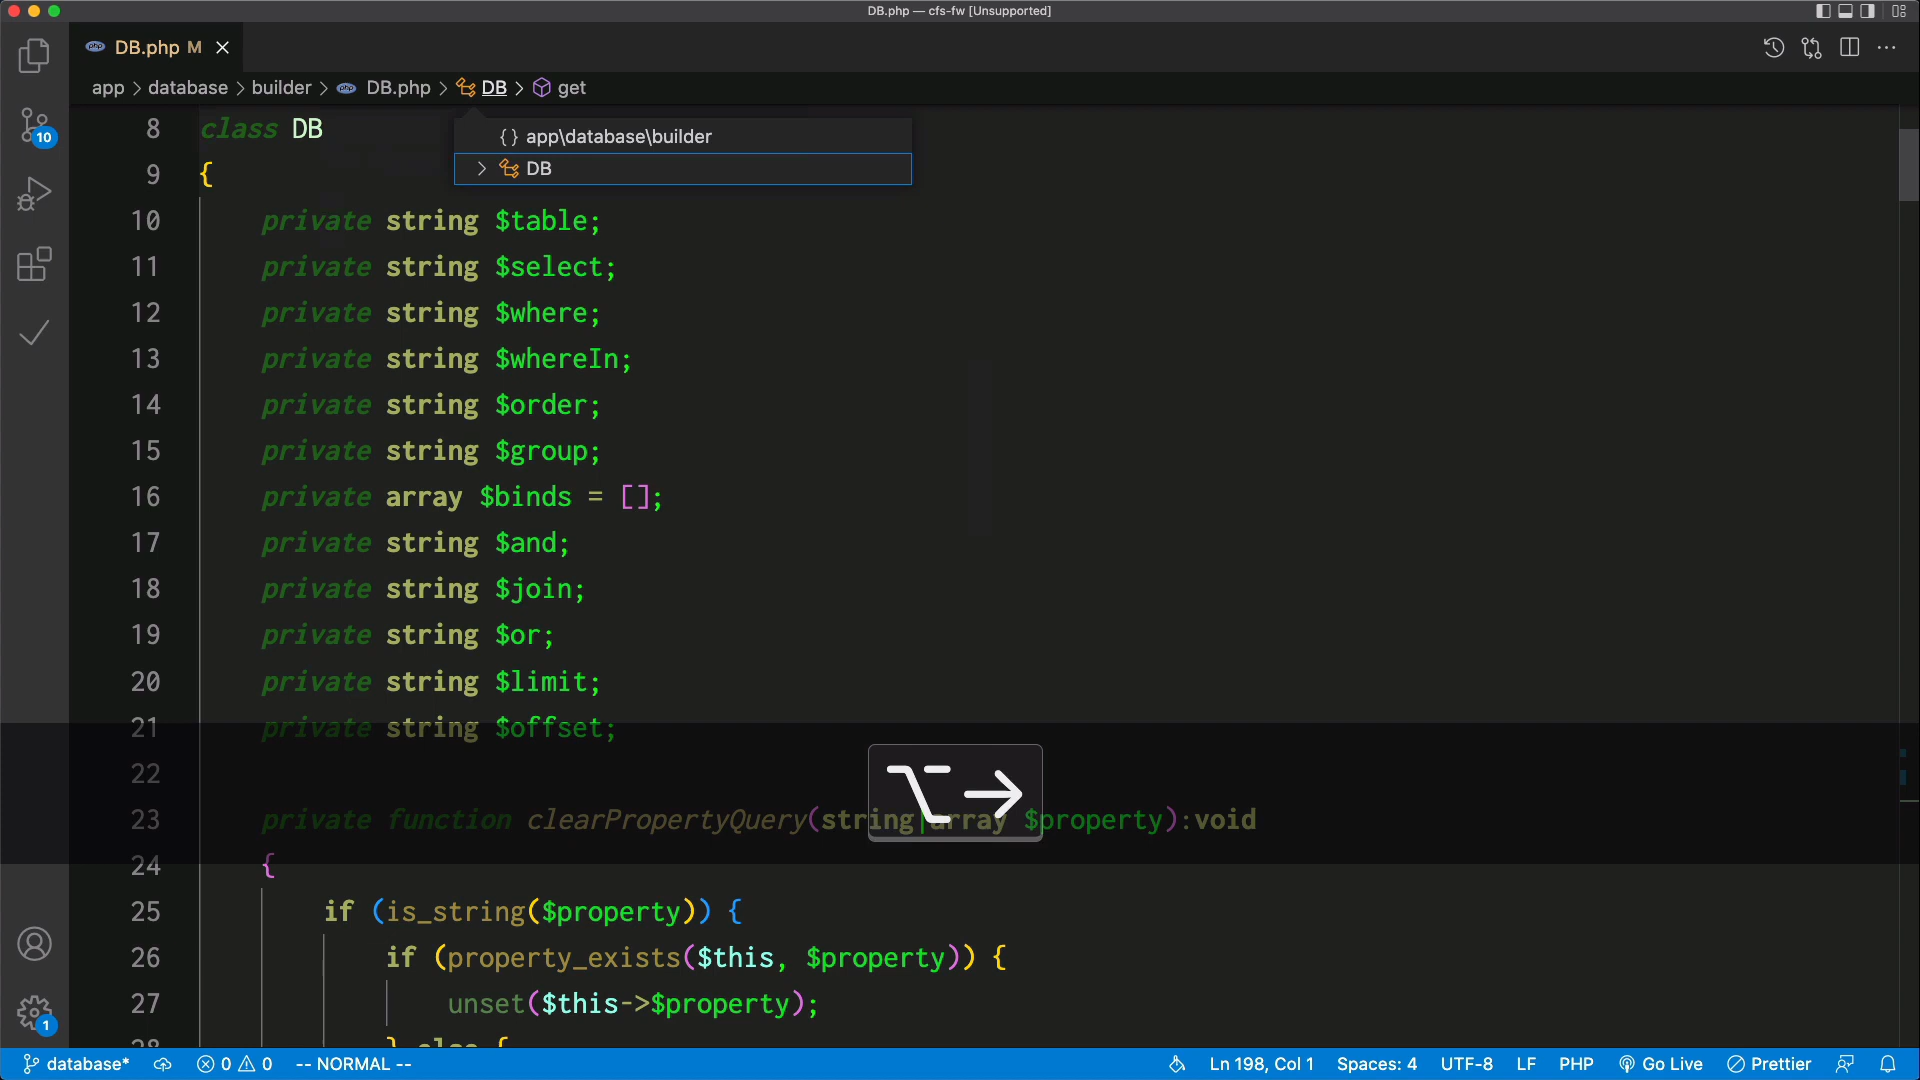 DB.php — cfs-fw [Unsupported]
php DB.php M
app > database > builder > php DB.php > DB > get
{} app\database\builder
> DB
8 class DB
9 {
10 private string $table;
11 private string $select;
12 private string $where;
13 private string $whereIn;
14 private string $order;
15 private string $group;
16 private array $binds = [];
17 private string $and;
18 private string $join;
19 private string $or;
20 private string $limit;
21 private string $offset;
22
23 private function clearPropertyQuery(string|array $property):void
24 {
25 if (is_string($property)) {
26 if (property_exists($this, $property)) {
27 unset($this->$property);
28 } else {
⌥→
10
1
database* 0 0 -- NORMAL -- Ln 198, Col 1 Spaces: 4 UTF-8 LF PHP Go Live Prettier